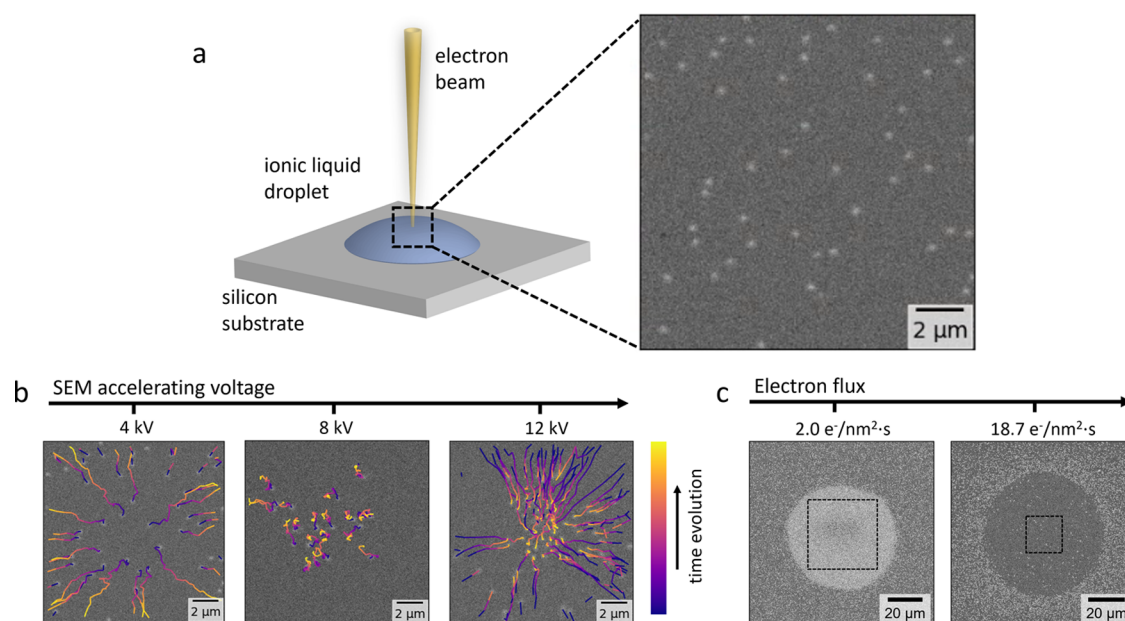 a
electron
beam
ionic liquid
droplet
silicon
substrate
2 μm
b
SEM accelerating voltage
4 kV
8 kV
12 kV
2 μm
2 μm
2 μm
time evolution
c
Electron flux
2.0 e⁻/nm²·s
18.7 e⁻/nm²·s
20 μm
20 μm